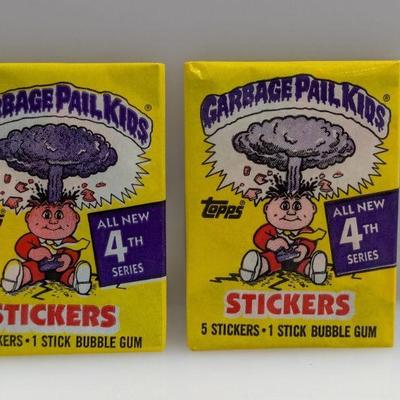 RBAGE PAIL KIDS
®
ALL NEW
4TH
SERIES
STICKERS
KERS • 1 STICK BUBBLE GUM
GARBAGE PAIL KIDS
®
topps
®
ALL NEW
4TH
SERIES
STICKERS
5 STICKERS • 1 STICK BUBBLE GUM